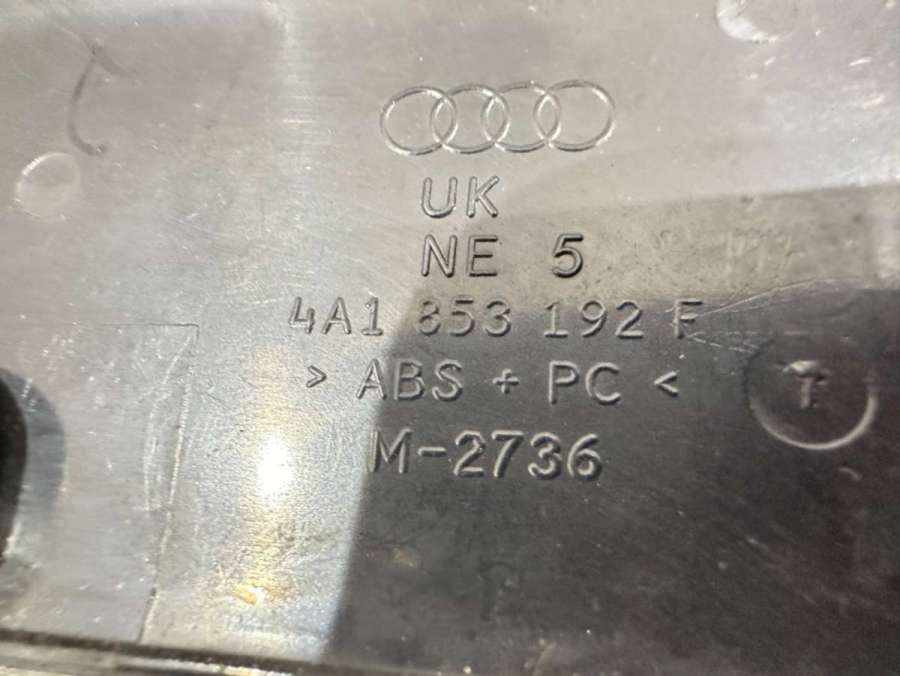 UK
NE 5
4A1 853 192 F
> ABS + PC <
M-2736
T